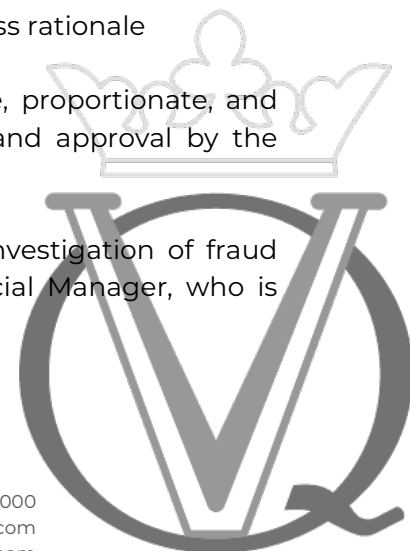 ss rationale
, proportionate, and
and approval by the
nvestigation of fraud
cial Manager, who is
000
com